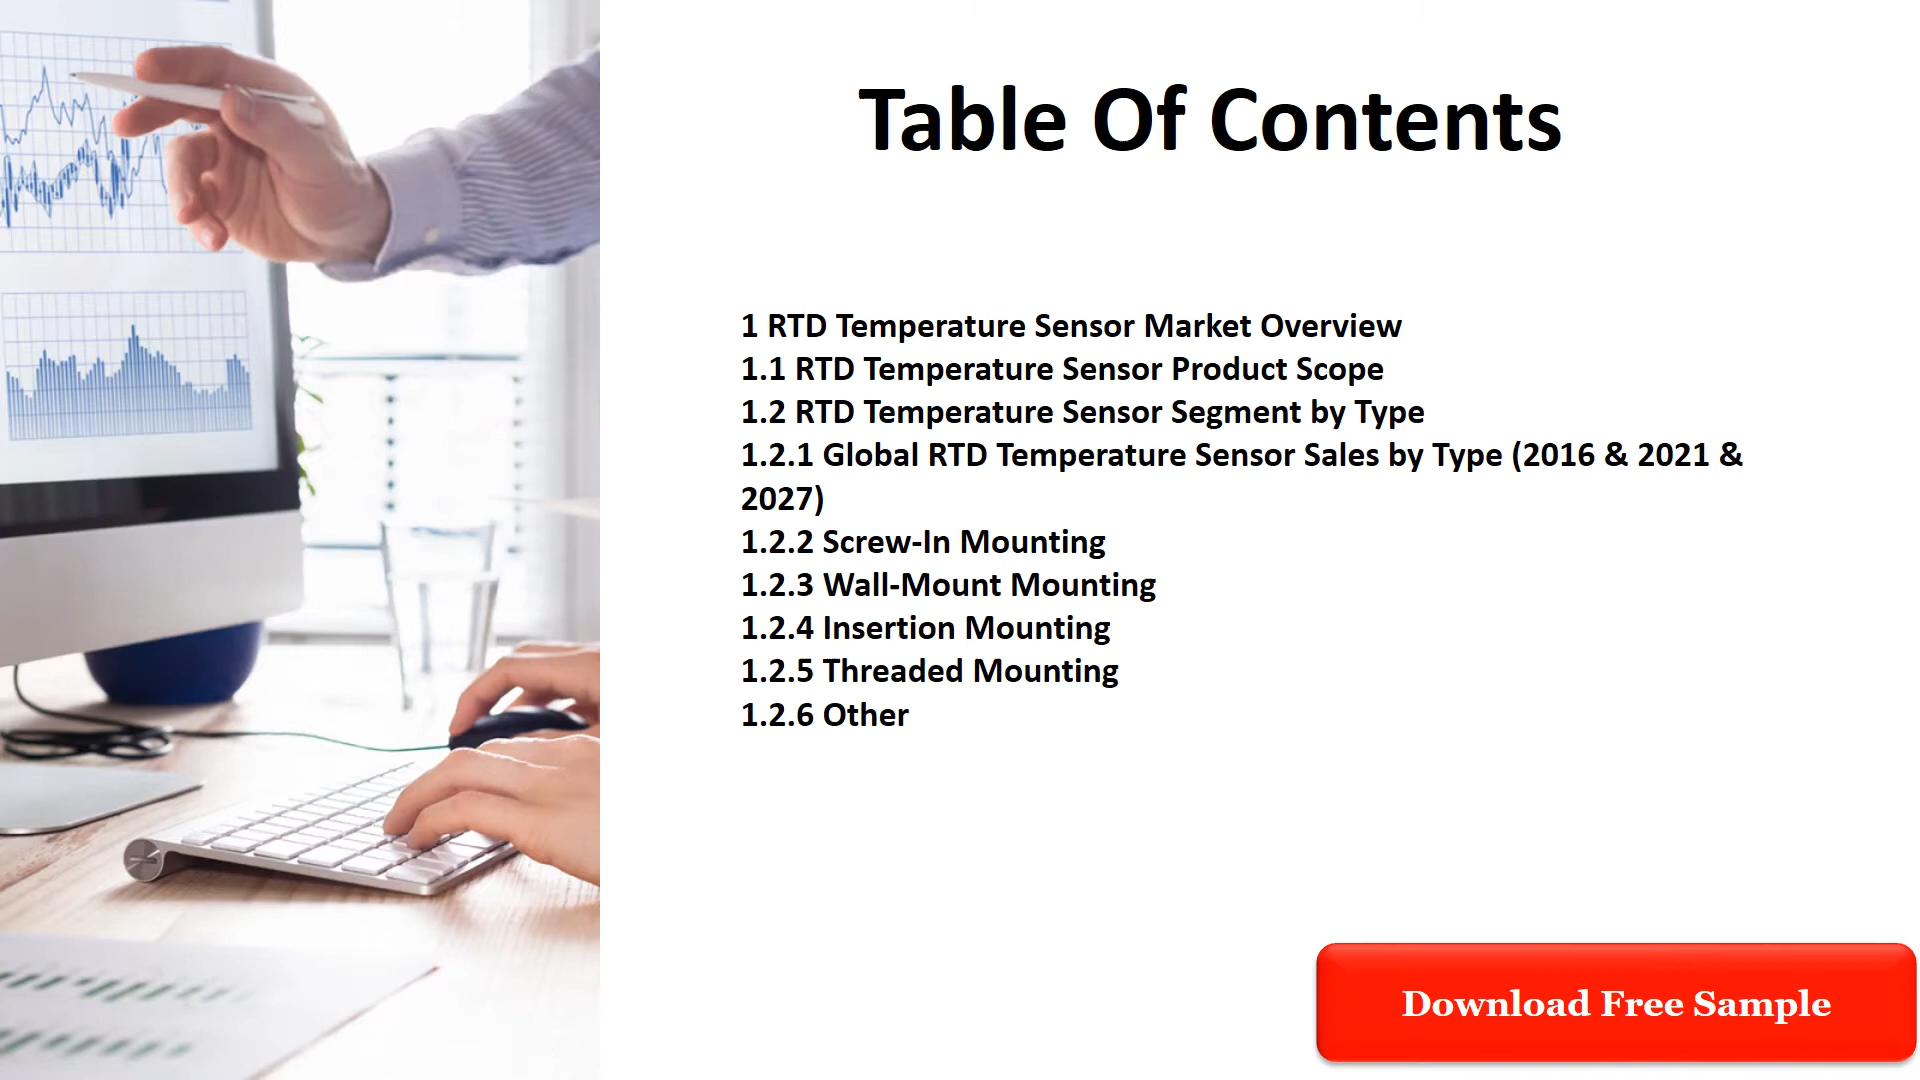 Table Of Contents
1 RTD Temperature Sensor Market Overview
1.1 RTD Temperature Sensor Product Scope
1.2 RTD Temperature Sensor Segment by Type
1.2.1 Global RTD Temperature Sensor Sales by Type (2016 & 2021 &
2027)
1.2.2 Screw-In Mounting
1.2.3 Wall-Mount Mounting
1.2.4 Insertion Mounting
1.2.5 Threaded Mounting
1.2.6 Other
Download Free Sample